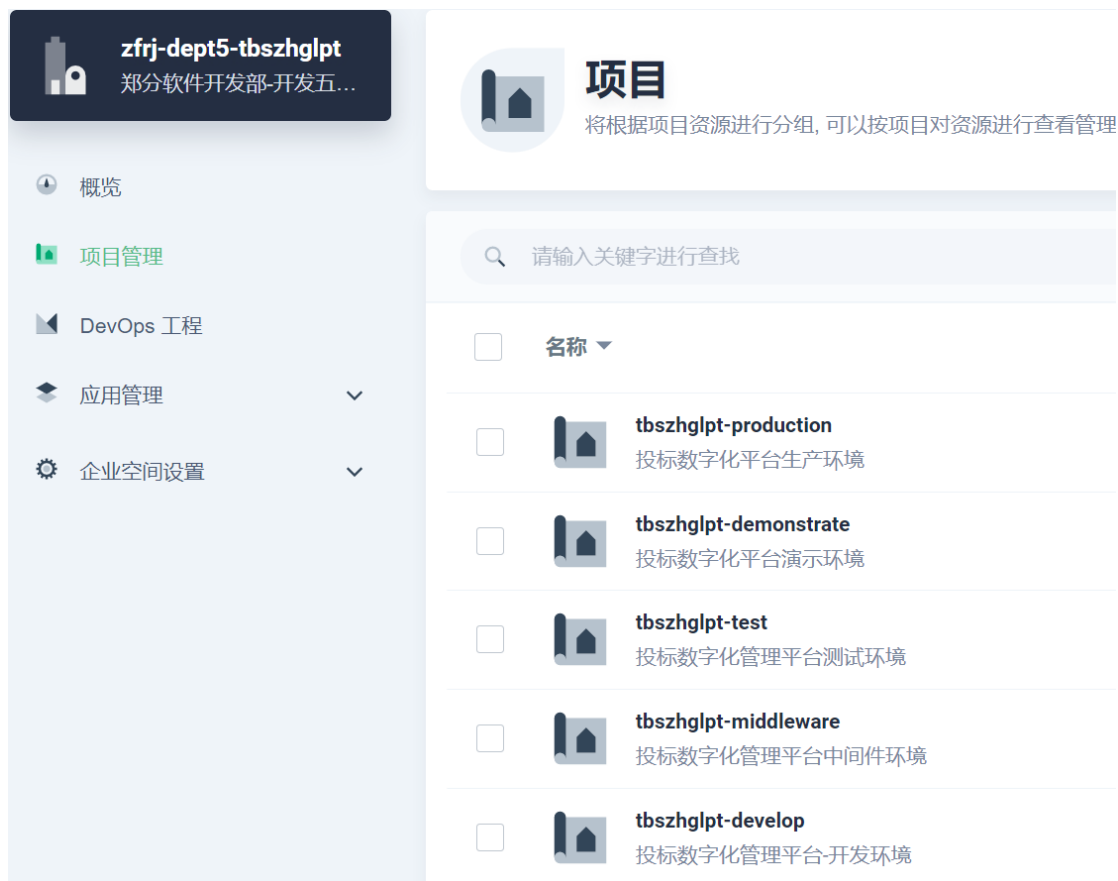 zfrj-dept5-tbszhglpt
郑分软件开发部-开发五...
概览
项目管理
DevOps 工程
应用管理
企业空间设置
项目
将根据项目资源进行分组, 可以按项目对资源进行查看管理
请输入关键字进行查找
名称
tbszhglpt-production
投标数字化平台生产环境
tbszhglpt-demonstrate
投标数字化平台演示环境
tbszhglpt-test
投标数字化管理平台测试环境
tbszhglpt-middleware
投标数字化管理平台中间件环境
tbszhglpt-develop
投标数字化管理平台-开发环境